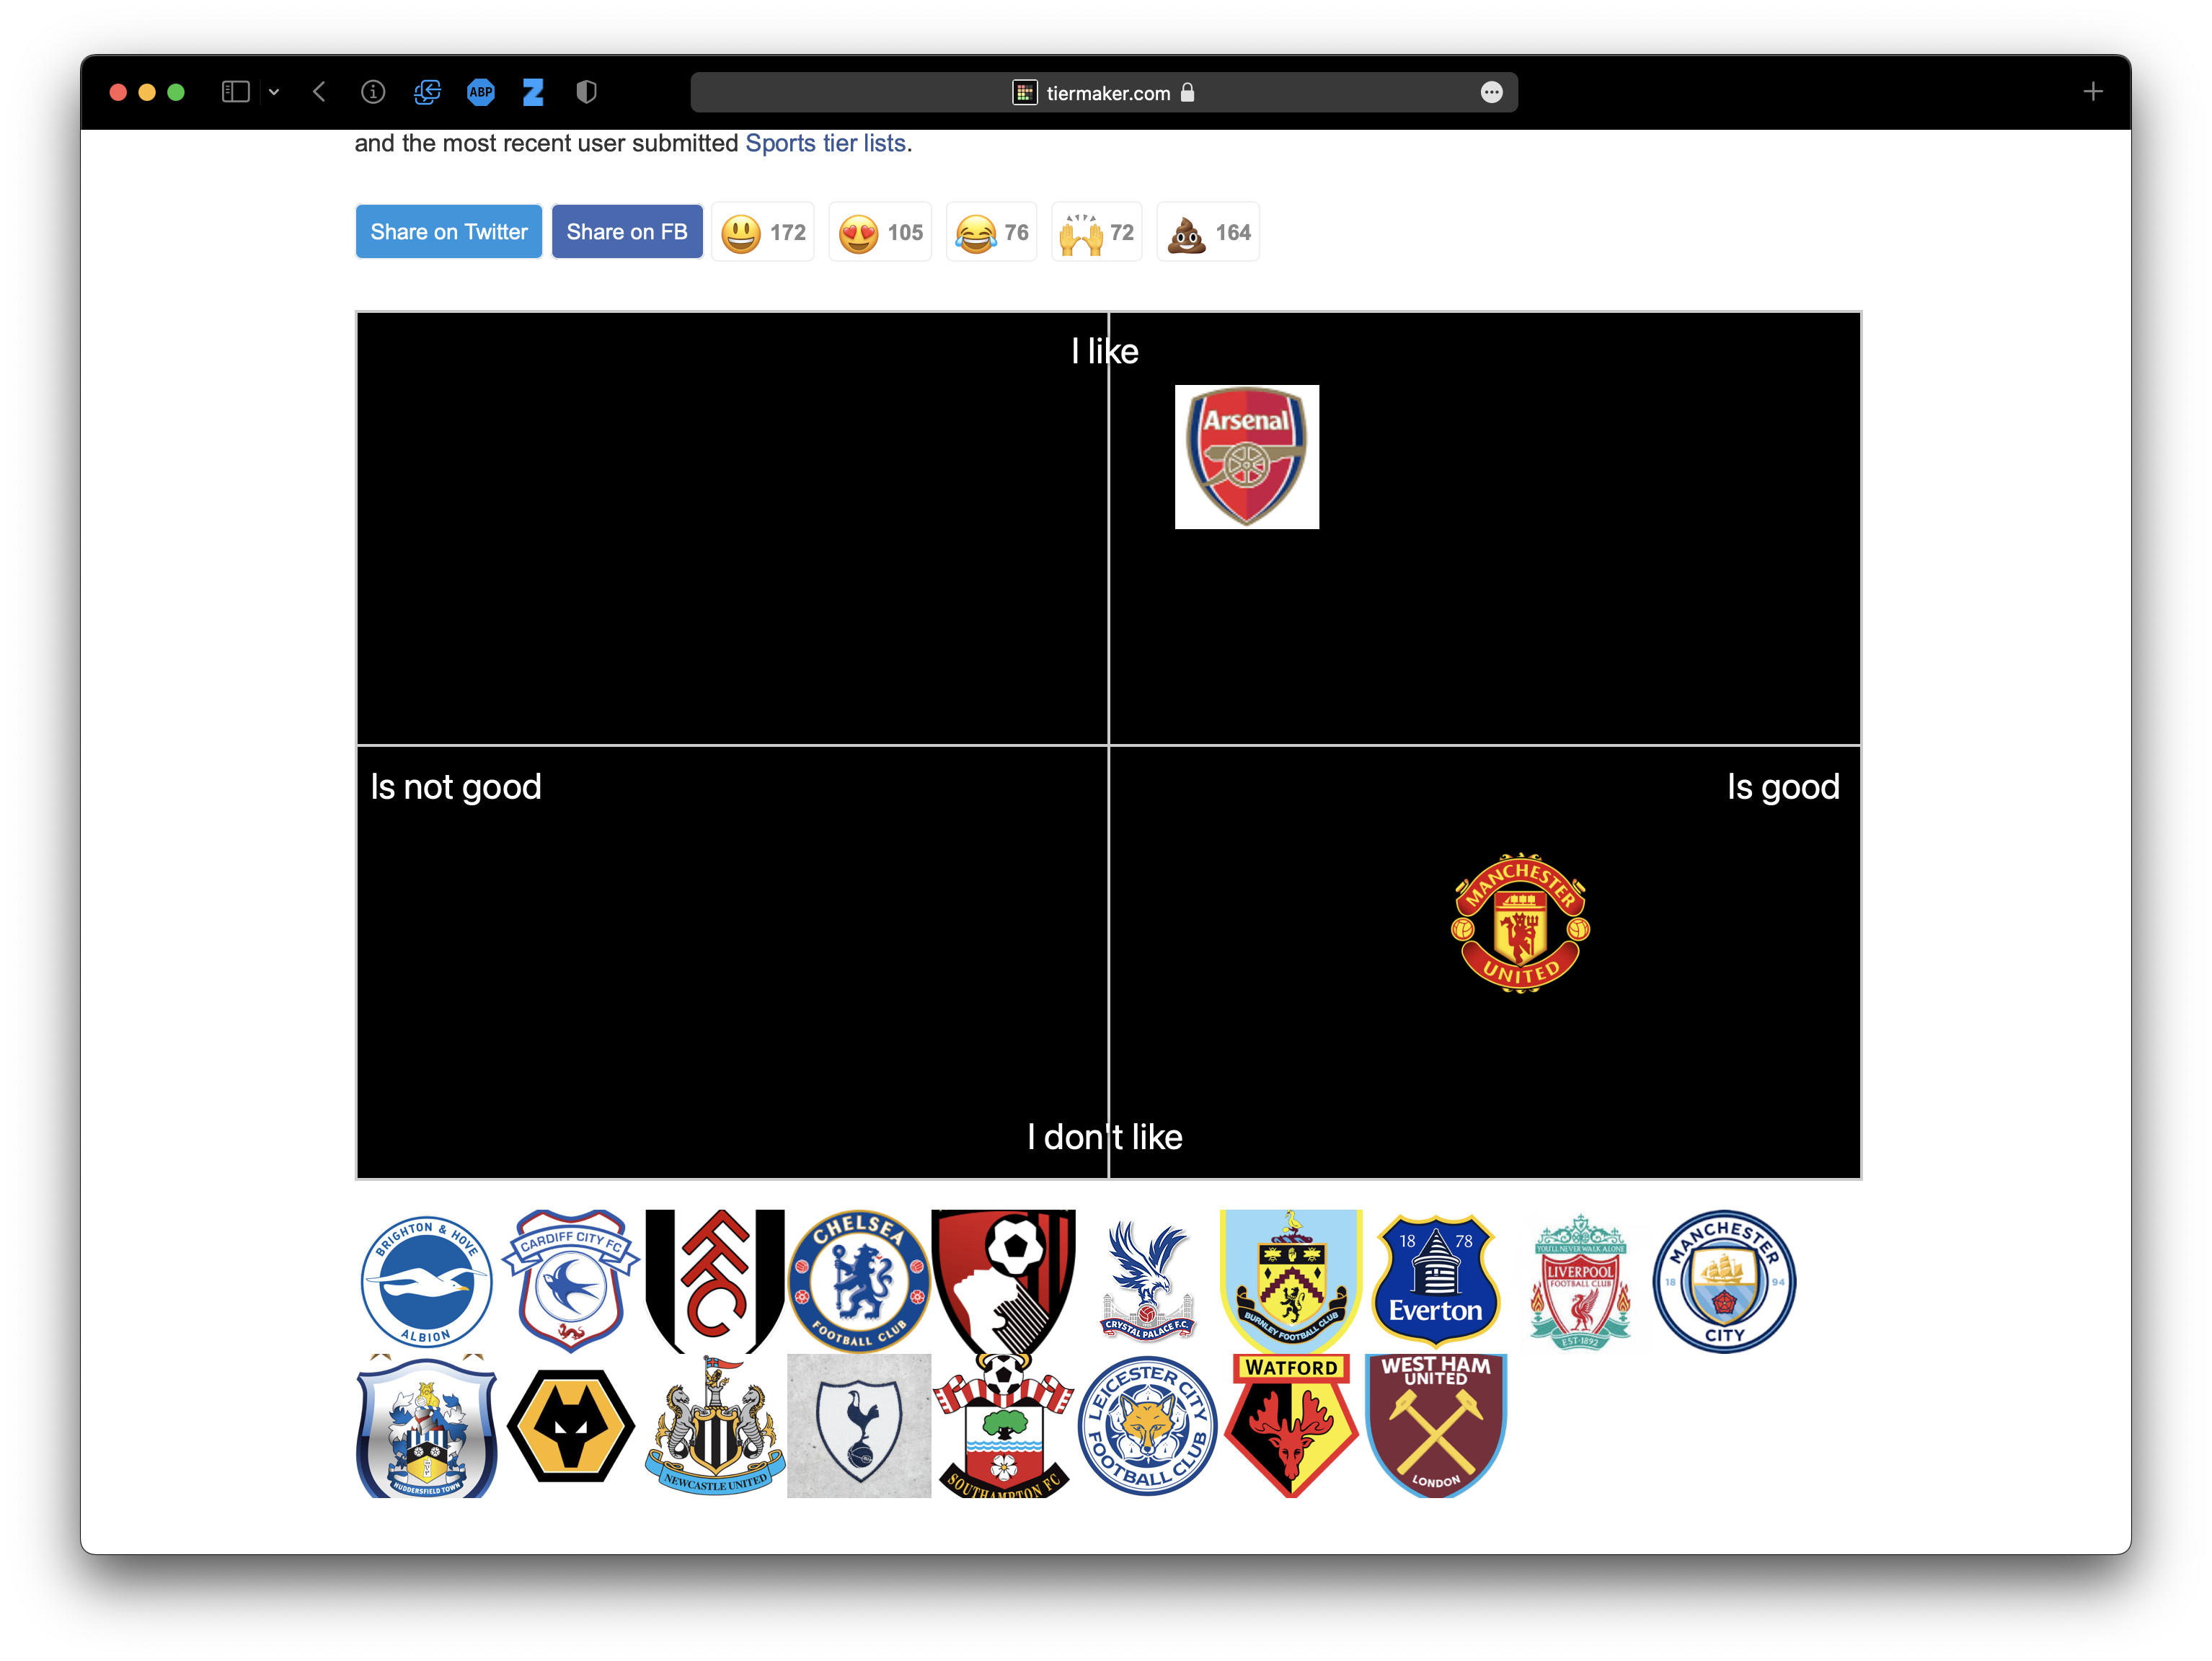 ABP
tiermaker.com
and the most recent user submitted Sports tier lists.
Share on Twitter
Share on FB
172
105
76
72
164
I like
Arsenal
Is not good
Is good
MANCHESTER
UNITED
I don't like
BRIGHTON & HOVE
ALBION
CARDIFF CITY FC
FFC
CHELSEA
FOOTBALL CLUB
CRYSTAL PALACE F.C.
BURNLEY FOOTBALL CLUB
18 78
Everton
YOU'LL NEVER WALK ALONE
LIVERPOOL
FOOTBALL CLUB
EST·1892
MANCHESTER
18 94
CITY
HUDDERSFIELD TOWN
NEWCASTLE UNITED
SOUTHAMPTON FC
LEICESTER CITY
FOOTBALL CLUB
WATFORD
WEST HAM
UNITED
LONDON